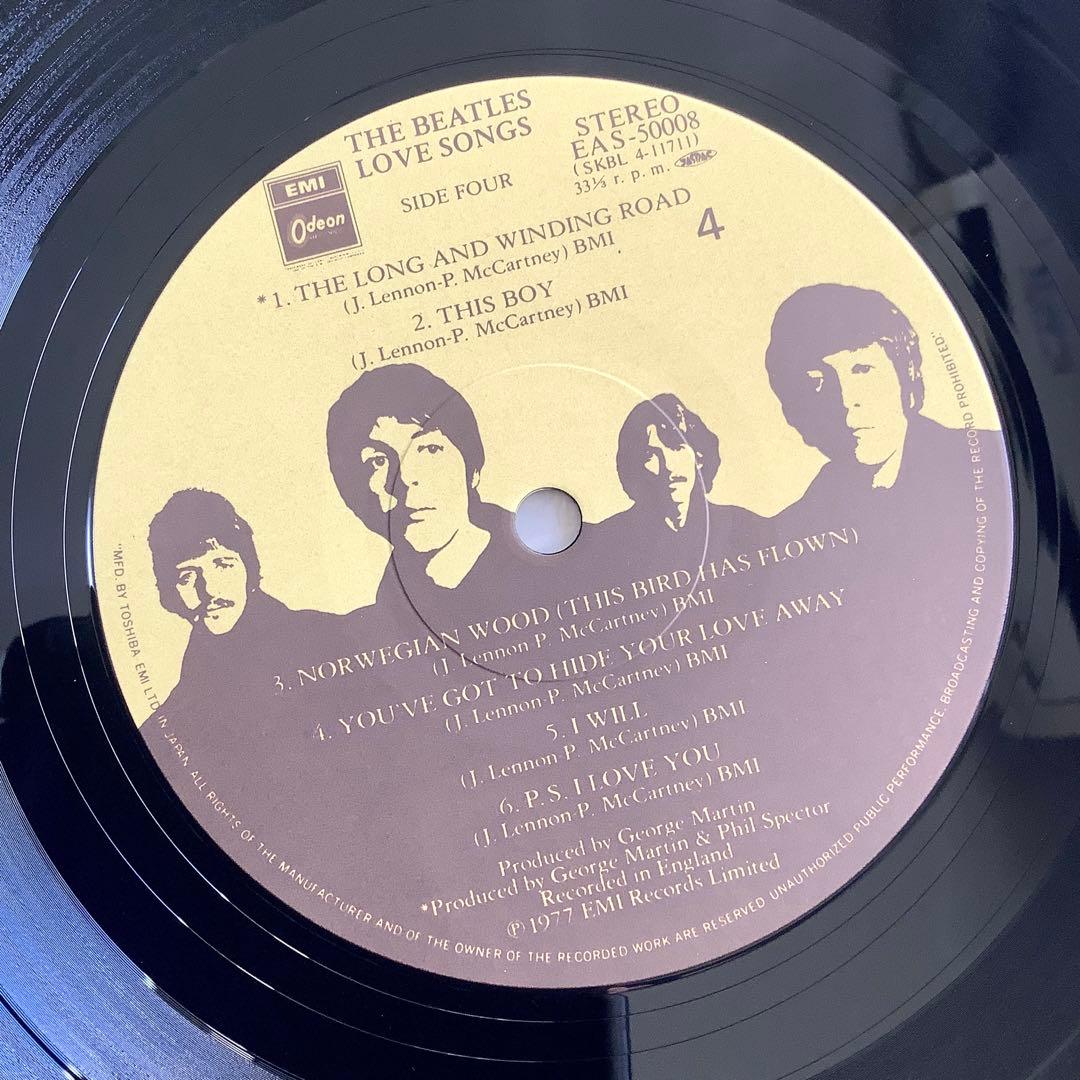 THE BEATLES
LOVE SONGS
STEREO
EAS-50008
(SKBL 4-11711)
33⅓ r. p. m. JASRAC
EMI
Odeon
SIDE FOUR
4
*1. THE LONG AND WINDING ROAD
(J. Lennon-P. McCartney) BMI
2. THIS BOY
(J. Lennon-P. McCartney) BMI
3. NORWEGIAN WOOD (THIS BIRD HAS FLOWN)
(J. Lennon-P. McCartney) BMI
4. YOU'VE GOT TO HIDE YOUR LOVE AWAY
(J. Lennon-P. McCartney) BMI
5. I WILL
(J. Lennon-P. McCartney) BMI
6. P.S. I LOVE YOU
(J. Lennon-P. McCartney) BMI
Produced by George Martin
*Produced by George Martin & Phil Spector
Recorded in England
℗ 1977 EMI Records Limited
"MFD. BY TOSHIBA EMI LTD. IN JAPAN. ALL RIGHTS OF THE MANUFACTURER AND OF THE OWNER OF THE RECORDED WORK ARE RESERVED. UNAUTHORIZED PUBLIC PERFORMANCE, BROADCASTING AND COPYING OF THE RECORD PROHIBITED."